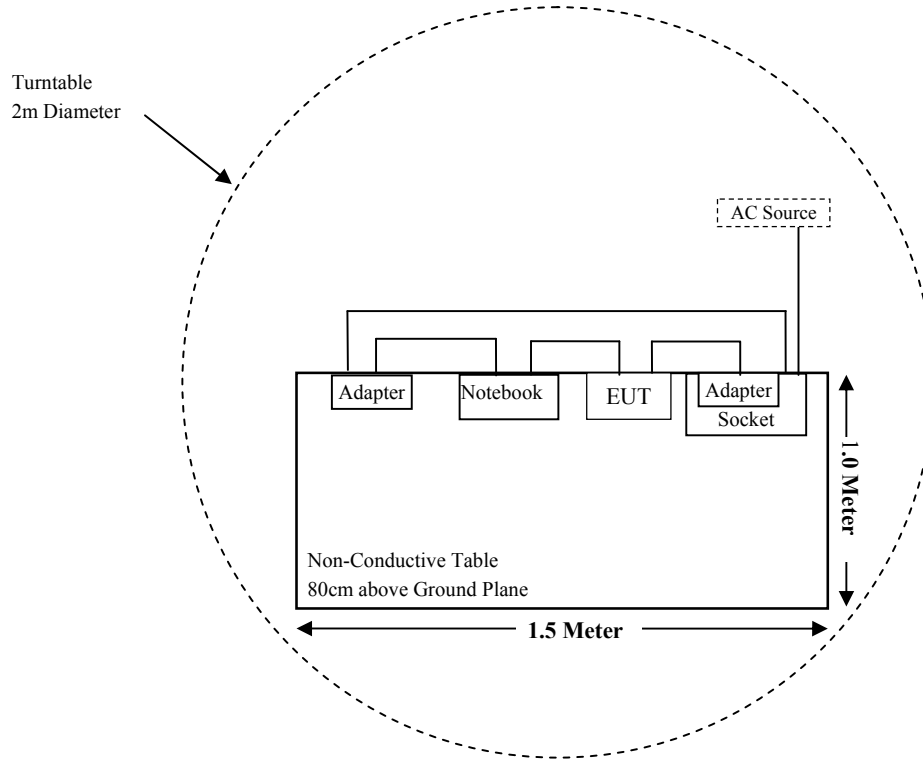 Turntable
2m Diameter
AC Source
Adapter
Notebook
EUT
Adapter
Socket
1.0 Meter
Non-Conductive Table
80cm above Ground Plane
1.5 Meter